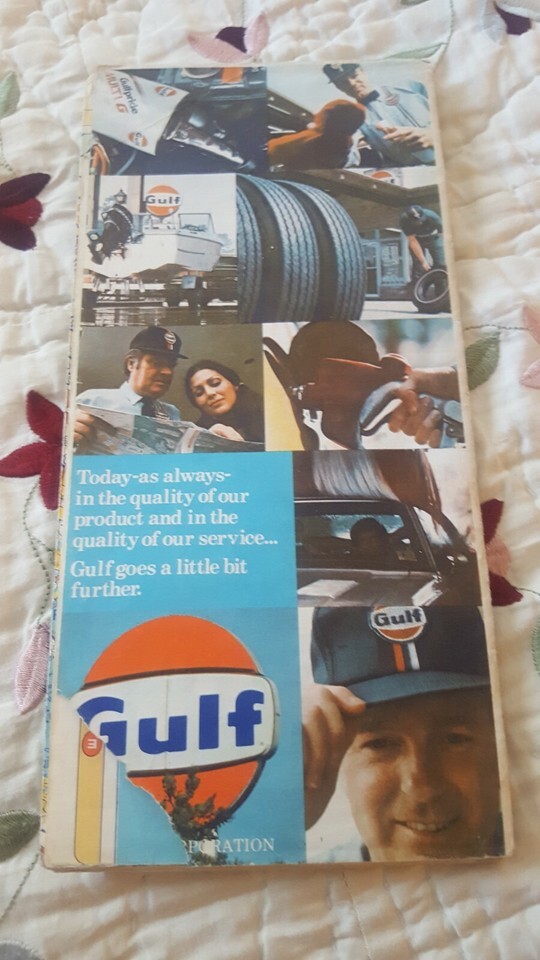 Gulfpride
Gulf
Gulf
Today-as always-
in the quality of our
product and in the
quality of our service...
Gulf goes a little bit
further.
Gulf
Gulf
PORATION